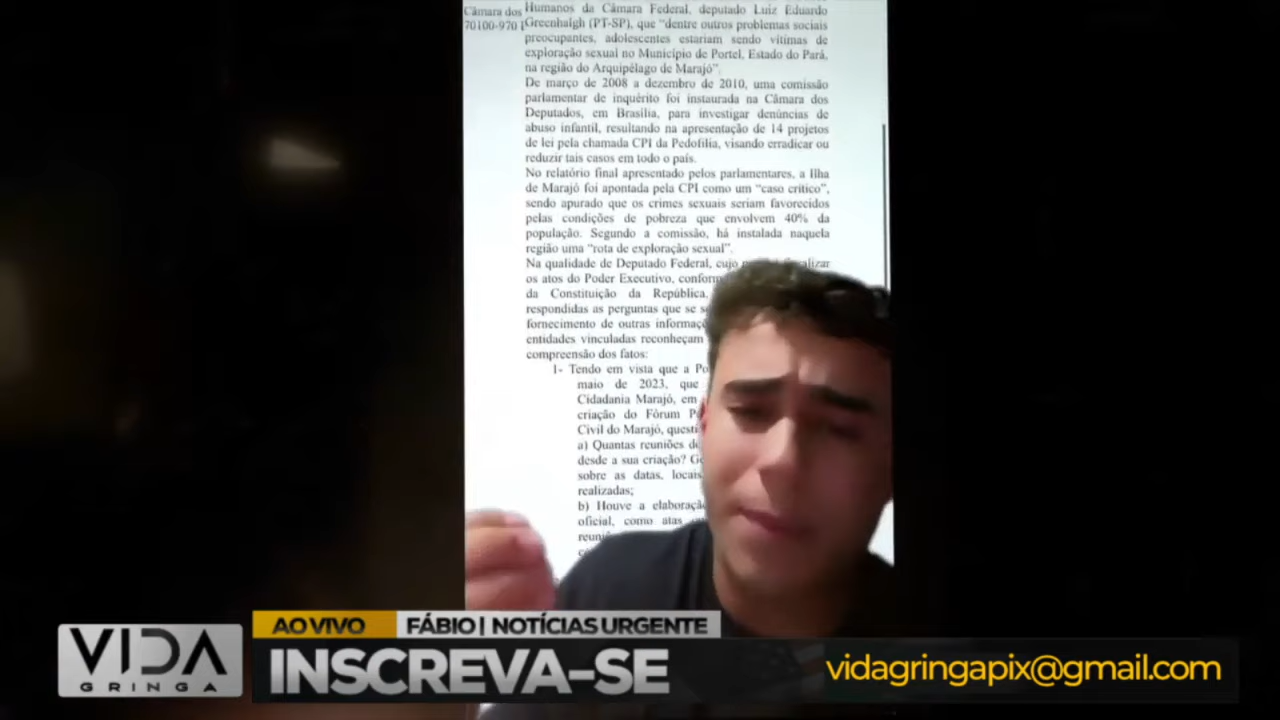 Câmara dos
70100-970
Humanos da Câmara Federal, deputado Luiz Eduardo
Greenhalgh (PT-SP), que “dentre outros problemas sociais
preocupantes, adolescentes estariam sendo vítimas de
exploração sexual no Município de Portel, Estado do Pará,
na região do Arquipélago de Marajó”.
De março de 2008 a dezembro de 2010, uma comissão
parlamentar de inquérito foi instaurada na Câmara dos
Deputados, em Brasília, para investigar denúncias de
abuso infantil, resultando na apresentação de 14 projetos
de lei pela chamada CPI da Pedofilia, visando erradicar ou
reduzir tais casos em todo o país.
No relatório final apresentado pelos parlamentares, a Ilha
de Marajó foi apontada pela CPI como um “caso crítico”,
sendo apurado que os crimes sexuais seriam favorecidos
pelas condições de pobreza que envolvem 40% da
população. Segundo a comissão, há instalada naquela
região uma “rota de exploração sexual”.
Na qualidade de Deputado Federal, cujo
os atos do Poder Executivo,
da Constituição da República,
respondidas as perguntas que se
fornecimento de outras
entidades vinculadas reconheçam
compreensão dos fatos:
1- Tendo em vista que a
maio de 2023, que
Cidadania Marajó, em
criação do Fórum
Civil do Marajó,
a) Quantas reuniões
desde a sua criação?
sobre as datas,
realizadas;
b) Houve a
oficial, como atas
AO VIVO FÁBIO | NOTÍCIAS URGENTE
VIDA
GRINGA
INSCREVA-SE
vidagringapix@gmail.com